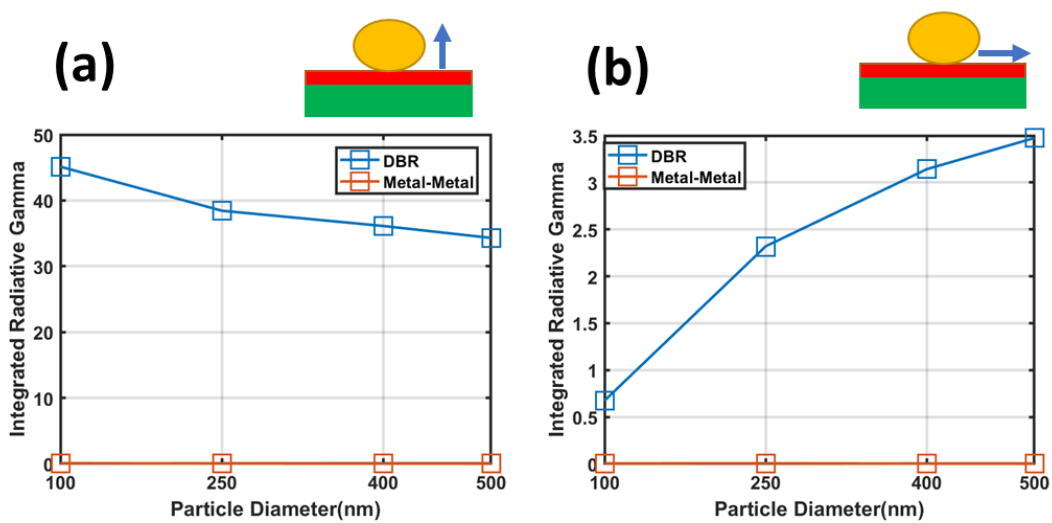 (a)
50
40
30
20
10
0
100
250
400
500
DBR
Metal-Metal
Integrated Radiative Gamma
Particle Diameter(nm)
(b)
3.5
3
2.5
2
1.5
1
0.5
0
100
250
400
500
DBR
Metal-Metal
Integrated Radiative Gamma
Particle Diameter(nm)